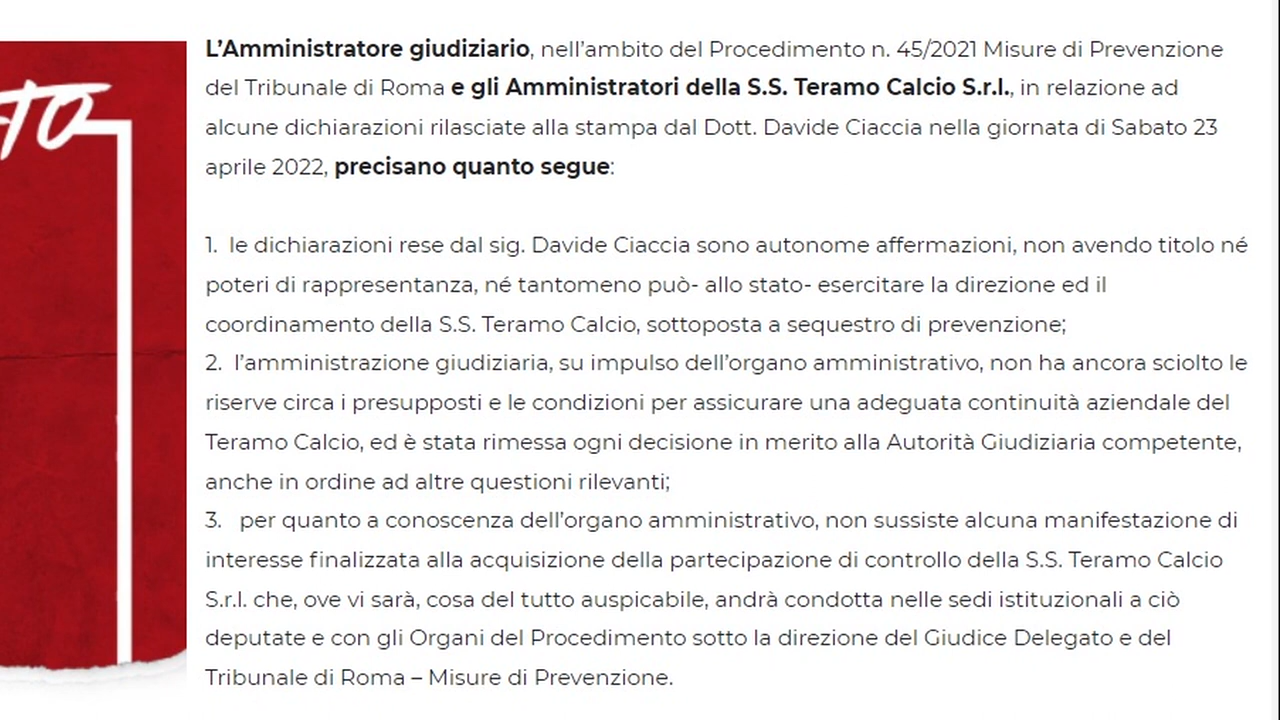 TO
L'Amministratore giudiziario, nell'ambito del Procedimento n. 45/2021 Misure di Prevenzione
del Tribunale di Roma e gli Amministratori della S.S. Teramo Calcio S.r.l., in relazione ad
alcune dichiarazioni rilasciate alla stampa dal Dott. Davide Ciaccia nella giornata di Sabato 23
aprile 2022, precisano quanto segue:
1. le dichiarazioni rese dal sig. Davide Ciaccia sono autonome affermazioni, non avendo titolo né
poteri di rappresentanza, né tantomeno può- allo stato- esercitare la direzione ed il
coordinamento della S.S. Teramo Calcio, sottoposta a sequestro di prevenzione;
2. l'amministrazione giudiziaria, su impulso dell'organo amministrativo, non ha ancora sciolto le
riserve circa i presupposti e le condizioni per assicurare una adeguata continuità aziendale del
Teramo Calcio, ed è stata rimessa ogni decisione in merito alla Autorità Giudiziaria competente,
anche in ordine ad altre questioni rilevanti;
3. per quanto a conoscenza dell'organo amministrativo, non sussiste alcuna manifestazione di
interesse finalizzata alla acquisizione della partecipazione di controllo della S.S. Teramo Calcio
S.r.l. che, ove vi sarà, cosa del tutto auspicabile, andrà condotta nelle sedi istituzionali a ciò
deputate e con gli Organi del Procedimento sotto la direzione del Giudice Delegato e del
Tribunale di Roma – Misure di Prevenzione.